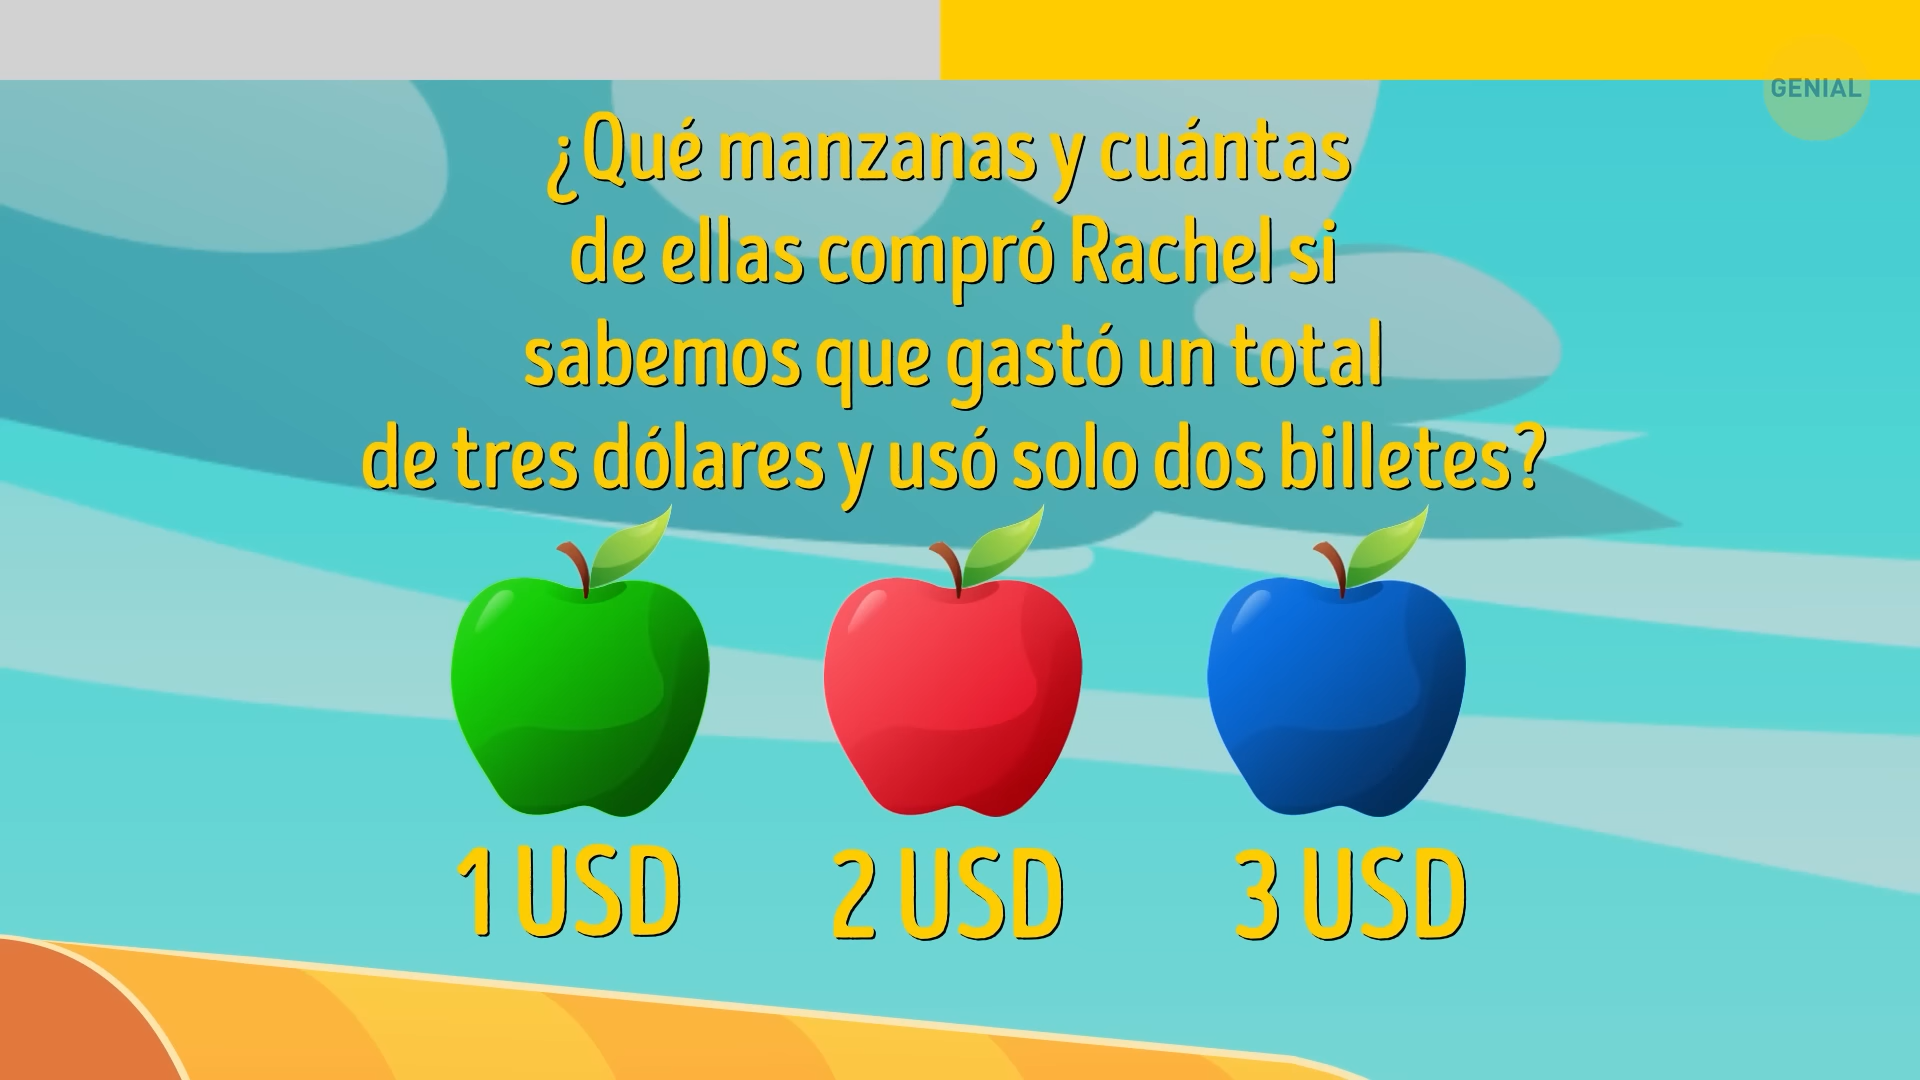 GENIAL
¿Qué manzanas y cuántas
de ellas compró Rachel si
sabemos que gastó un total
de tres dólares y usó solo dos billetes?
1 USD
2 USD
3 USD